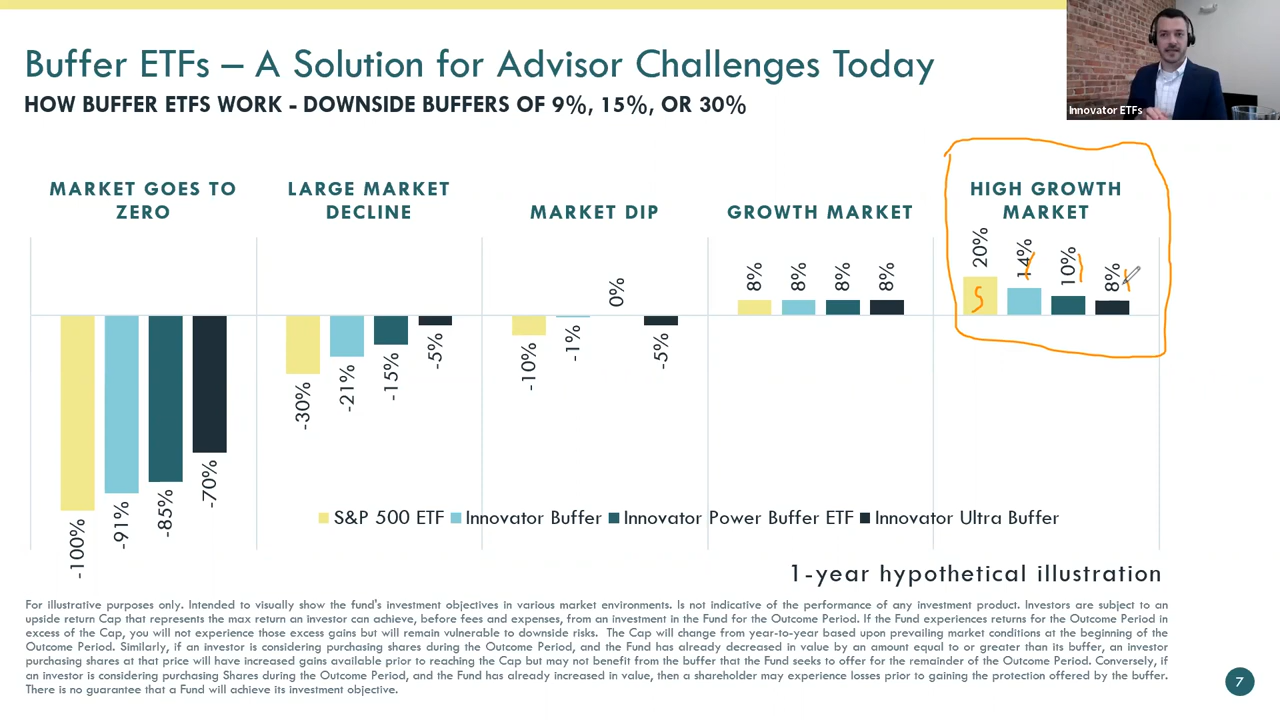 Buffer ETFs – A Solution for Advisor Challenges Today
HOW BUFFER ETFS WORK - DOWNSIDE BUFFERS OF 9%, 15%, OR 30%
Innovator ETFs
MARKET GOES TO
ZERO
LARGE MARKET
DECLINE
MARKET DIP
GROWTH MARKET
HIGH GROWTH
MARKET
-100%
-91%
-85%
-70%
-30%
-21%
-15%
-5%
-10%
-1%
0%
-5%
8%
8%
8%
8%
20%
14%
10%
8%
S
S&P 500 ETF Innovator Buffer Innovator Power Buffer ETF Innovator Ultra Buffer
1-year hypothetical illustration
For illustrative purposes only. Intended to visually show the fund's investment objectives in various market environments. Is not indicative of the performance of any investment product. Investors are subject to an
upside return Cap that represents the max return an investor can achieve, before fees and expenses, from an investment in the Fund for the Outcome Period. If the Fund experiences returns for the Outcome Period in
excess of the Cap, you will not experience those excess gains but will remain vulnerable to downside risks. The Cap will change from year-to-year based upon prevailing market conditions at the beginning of the
Outcome Period. Similarly, if an investor is considering purchasing shares during the Outcome Period, and the Fund has already decreased in value by an amount equal to or greater than its buffer, an investor
purchasing shares at that price will have increased gains available prior to reaching the Cap but may not benefit from the buffer that the Fund seeks to offer for the remainder of the Outcome Period. Conversely, if
an investor is considering purchasing Shares during the Outcome Period, and the Fund has already increased in value, then a shareholder may experience losses prior to gaining the protection offered by the buffer.
There is no guarantee that a Fund will achieve its investment objective.
7